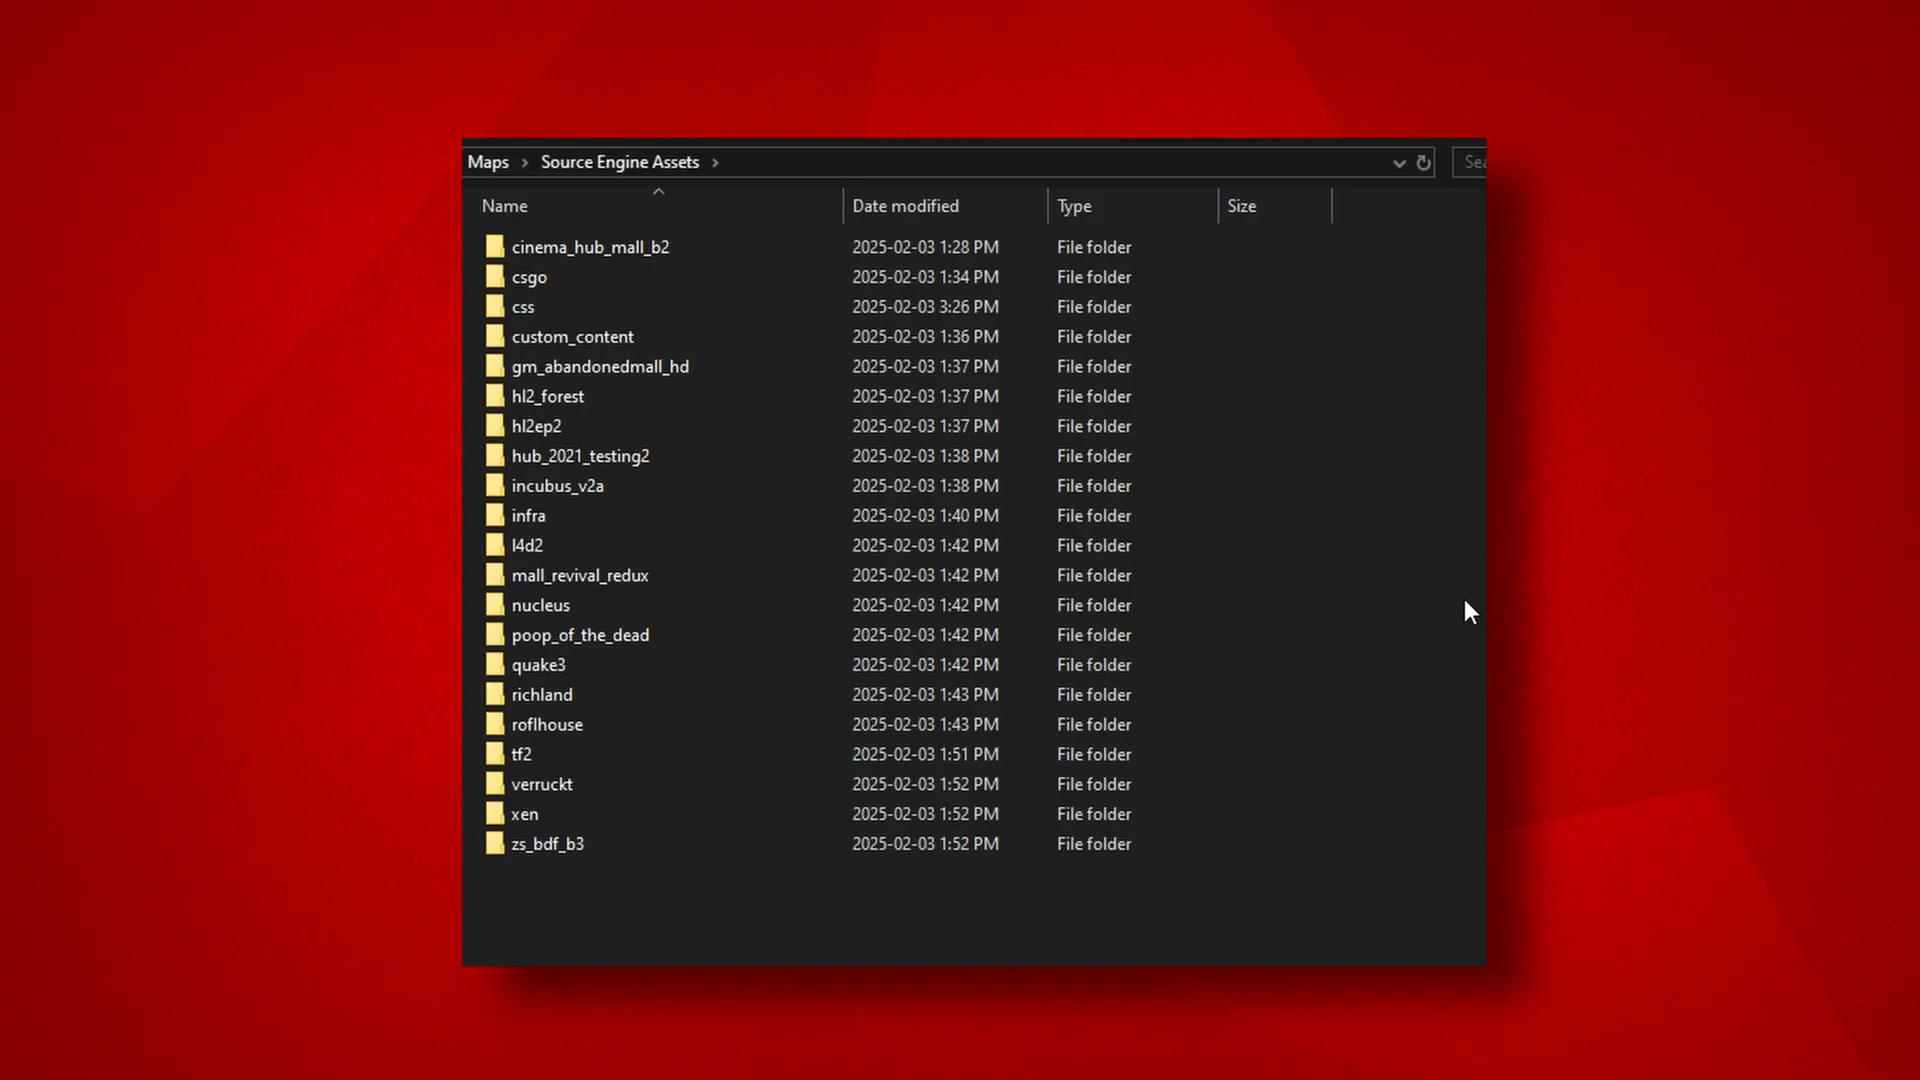 Maps > Source Engine Assets >
Name Date modified Type Size
cinema_hub_mall_b2 2025-02-03 1:28 PM File folder
csgo 2025-02-03 1:34 PM File folder
css 2025-02-03 3:26 PM File folder
custom_content 2025-02-03 1:36 PM File folder
gm_abandonedmall_hd 2025-02-03 1:37 PM File folder
hl2_forest 2025-02-03 1:37 PM File folder
hl2ep2 2025-02-03 1:37 PM File folder
hub_2021_testing2 2025-02-03 1:38 PM File folder
incubus_v2a 2025-02-03 1:38 PM File folder
infra 2025-02-03 1:40 PM File folder
l4d2 2025-02-03 1:42 PM File folder
mall_revival_redux 2025-02-03 1:42 PM File folder
nucleus 2025-02-03 1:42 PM File folder
poop_of_the_dead 2025-02-03 1:42 PM File folder
quake3 2025-02-03 1:42 PM File folder
richland 2025-02-03 1:43 PM File folder
roflhouse 2025-02-03 1:43 PM File folder
tf2 2025-02-03 1:51 PM File folder
verruckt 2025-02-03 1:52 PM File folder
xen 2025-02-03 1:52 PM File folder
zs_bdf_b3 2025-02-03 1:52 PM File folder